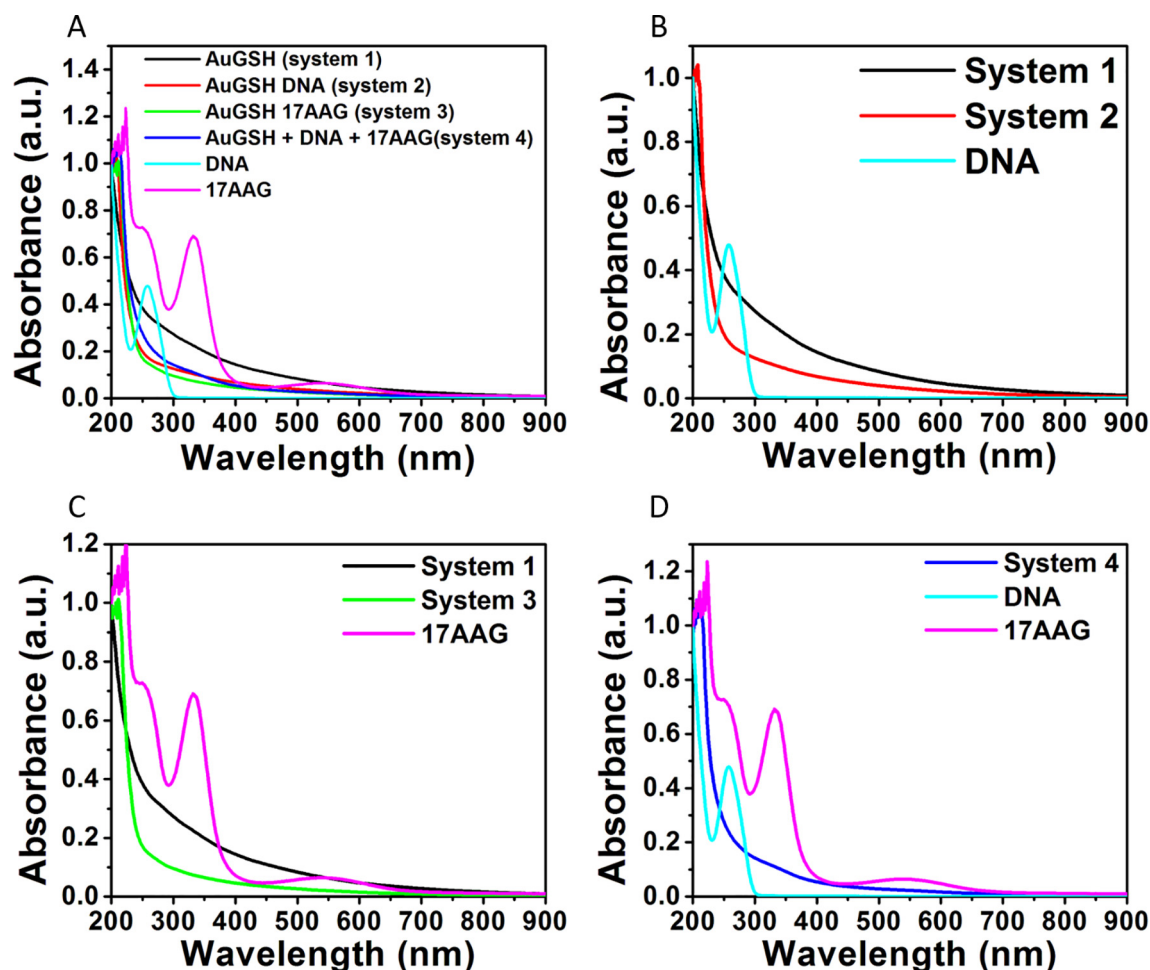 A
AuGSH (system 1)
AuGSH DNA (system 2)
AuGSH 17AAG (system 3)
AuGSH + DNA + 17AAG(system 4)
DNA
17AAG
Absorbance (a.u.)
1.4
1.2
1.0
0.8
0.6
0.4
0.2
0.0
200 300 400 500 600 700 800 900
Wavelength (nm)
B
System 1
System 2
DNA
Absorbance (a.u.)
1.0
0.8
0.6
0.4
0.2
0.0
200 300 400 500 600 700 800 900
Wavelength (nm)
C
System 1
System 3
17AAG
Absorbance (a.u.)
1.2
1.0
0.8
0.6
0.4
0.2
0.0
200 300 400 500 600 700 800 900
Wavelength (nm)
D
System 4
DNA
17AAG
Absorbance (a.u.)
1.2
1.0
0.8
0.6
0.4
0.2
0.0
200 300 400 500 600 700 800 900
Wavelength (nm)